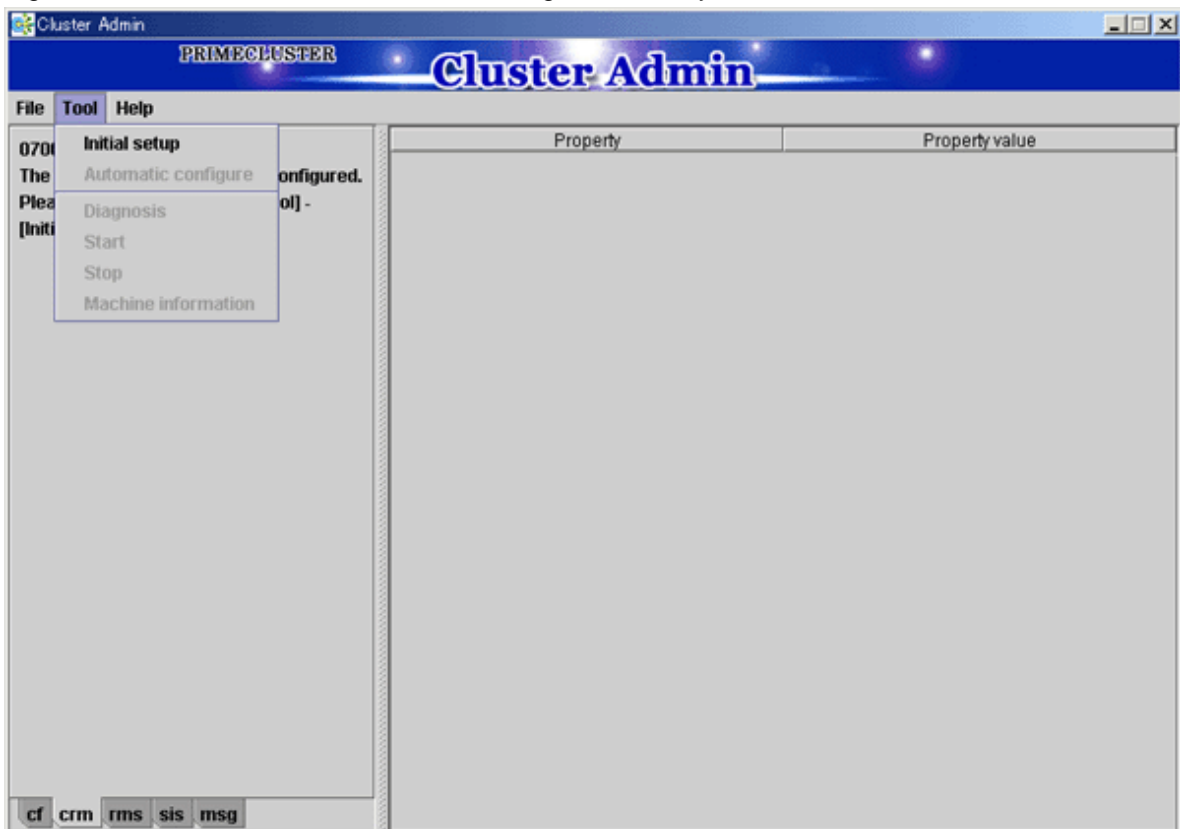 Cluster Admin
PRIMECLUSTER
Cluster Admin
File Tool Help
Initial setup
Automatic configure
Diagnosis
Start
Stop
Machine information
The onfigured.
ol] -
Property Property value
cf crm rms sis msg